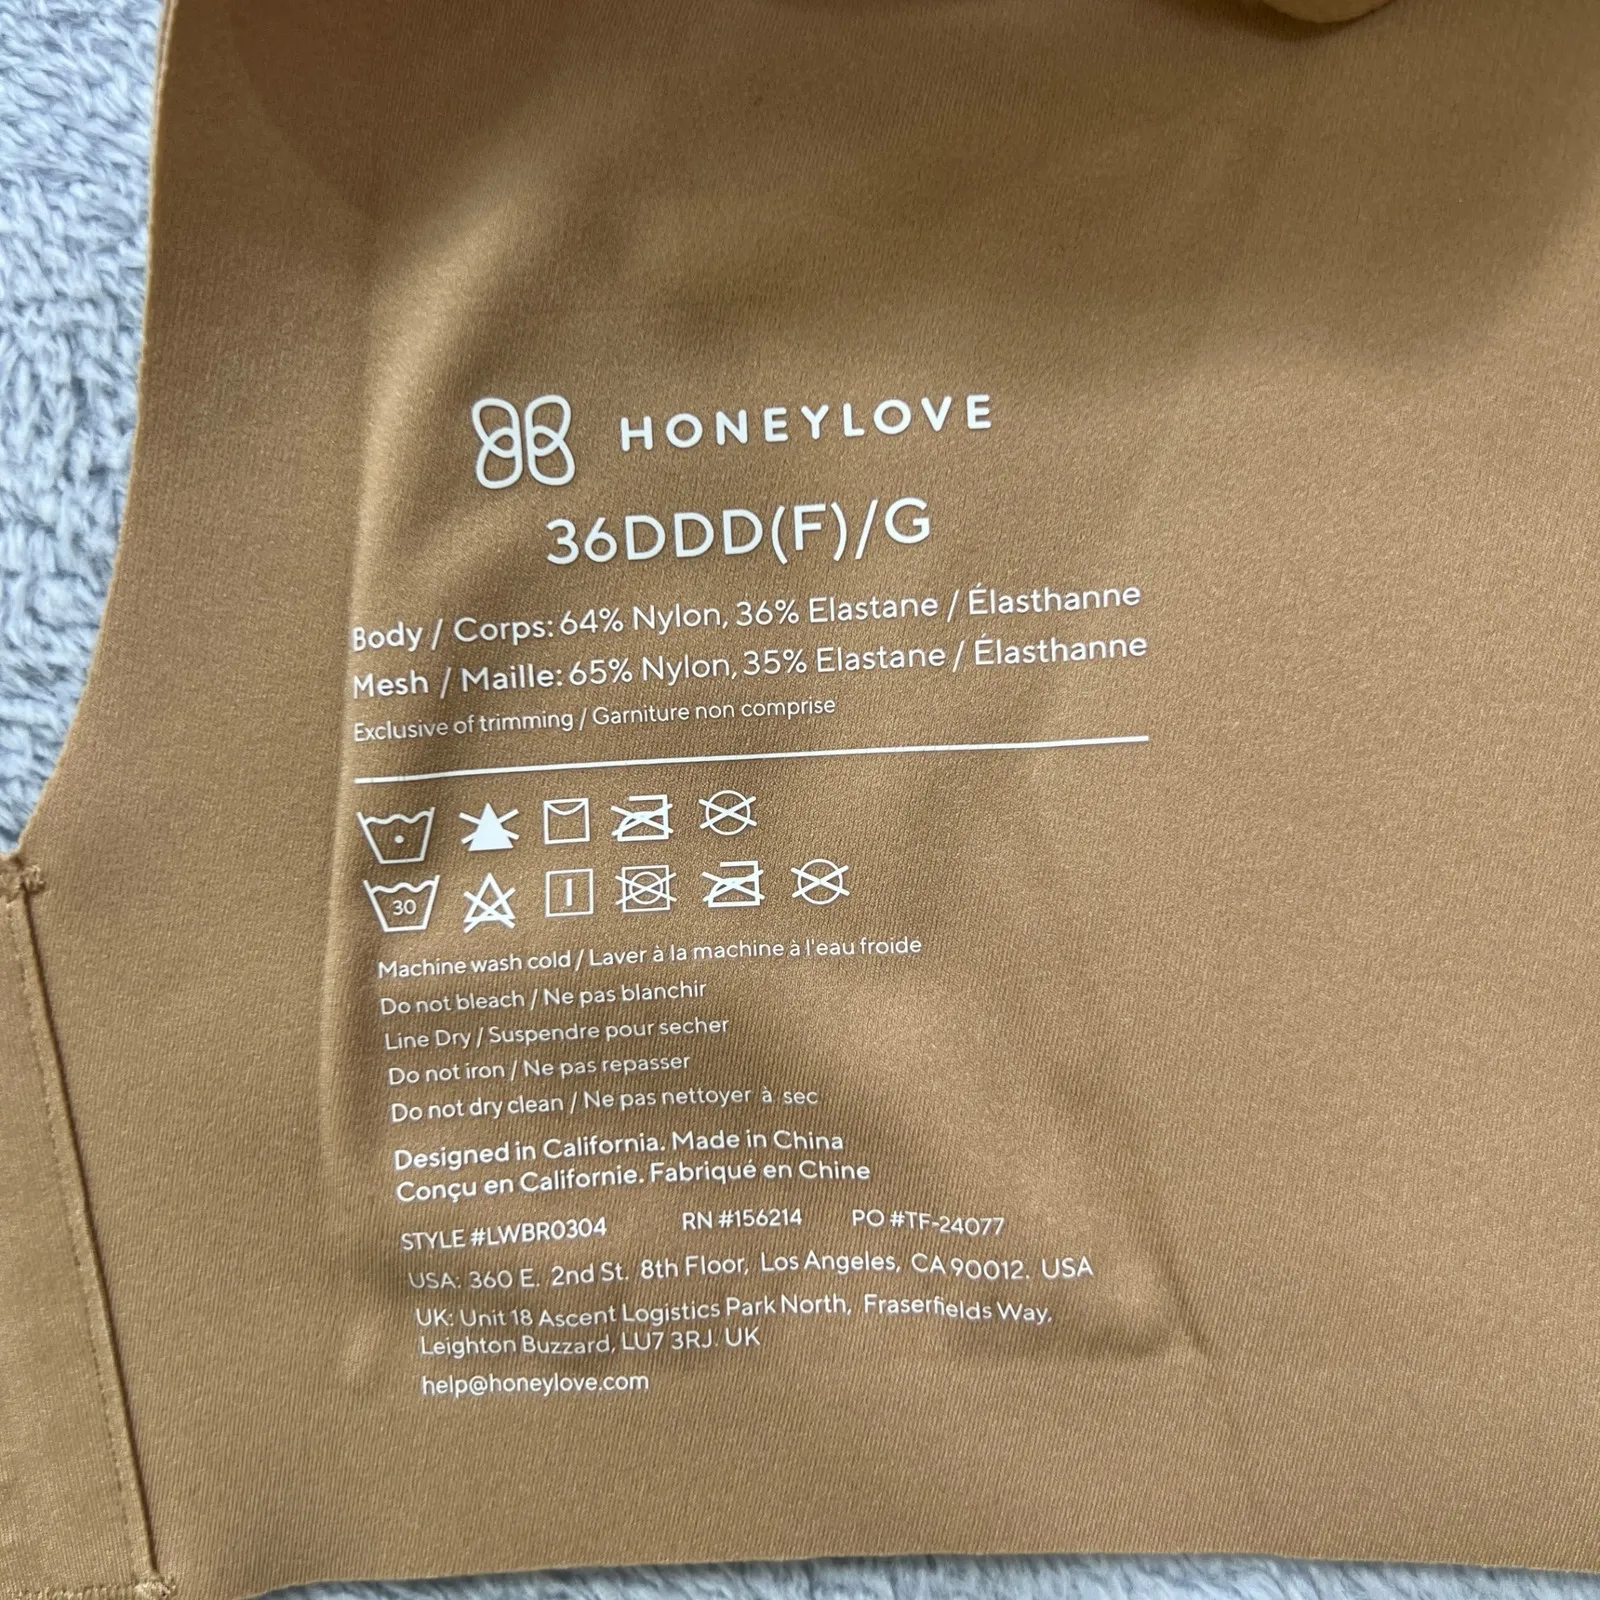 HONEYLOVE
36DDD(F)/G
Body / Corps: 64% Nylon, 36% Elastane / Élasthanne
Mesh / Maille: 65% Nylon, 35% Elastane / Élasthanne
Exclusive of trimming / Garniture non comprise
30
Machine wash cold / Laver à la machine à l'eau froide
Do not bleach / Ne pas blanchir
Line Dry / Suspendre pour secher
Do not iron / Ne pas repasser
Do not dry clean / Ne pas nettoyer à sec
Designed in California. Made in China
Conçu en Californie. Fabriqué en Chine
STYLE #LWBR0304 RN #156214 PO #TF-24077
USA: 360 E. 2nd St. 8th Floor, Los Angeles, CA 90012. USA
UK: Unit 18 Ascent Logistics Park North, Fraserfields Way,
Leighton Buzzard, LU7 3RJ. UK
help@honeylove.com